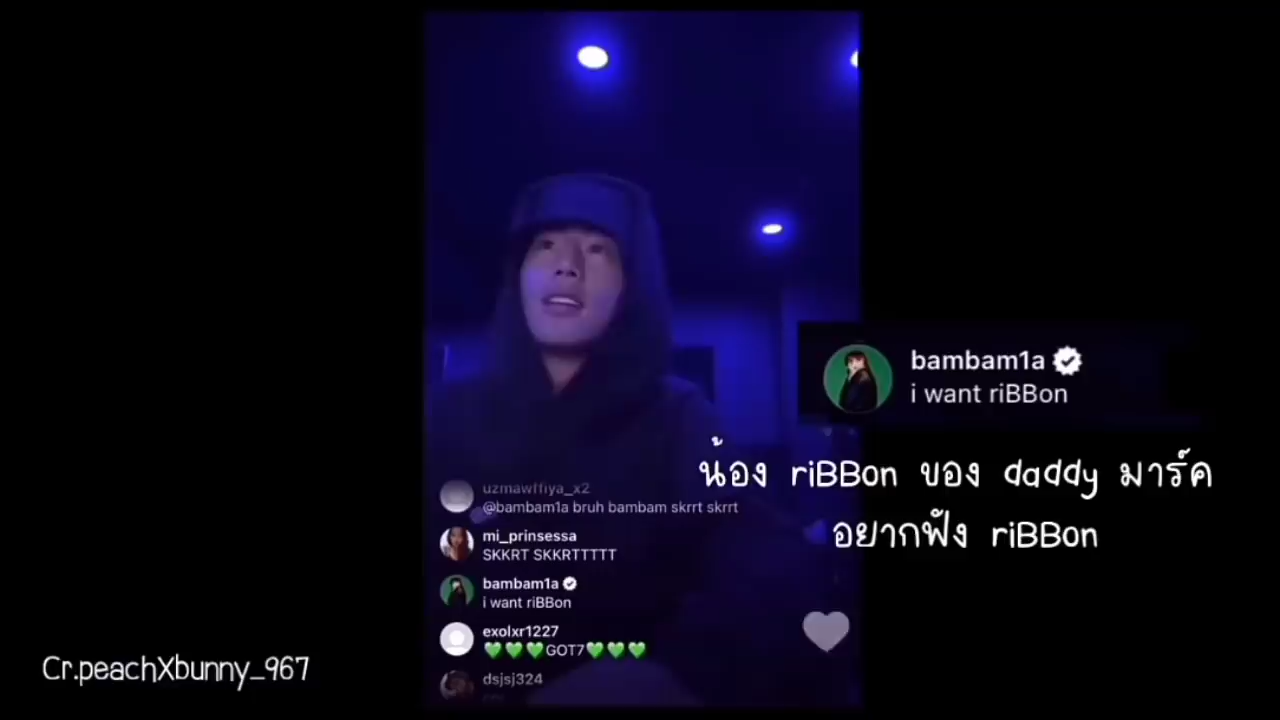 bambam1a
i want riBBon
น้อง riBBon ของ daddy มาร์ค
อยากฟัง riBBon
uzmawffiya_x2
@bambam1a bruh bambam skrrt skrrt
mi_prinsessa
SKKRT SKKRTTTTT
bambam1a
i want riBBon
exolxr1227
💚💚💚GOT7💚💚💚
dsjsj324
Cr.peachXbunny_967